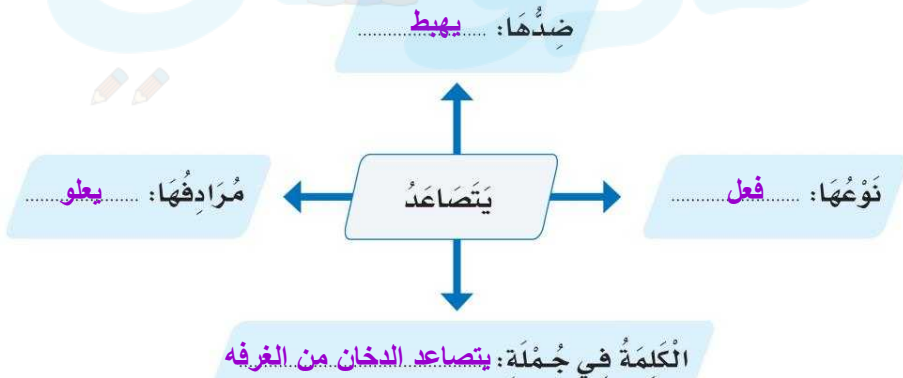 ضِدُّهَا: يهبط
نَوْعُهَا: فعل
يَتَصَاعَدُ
مُرَادِفُهَا: يعلو
الْكَلِمَةُ فِي جُمْلَةٍ: يتصاعد الدخان من الغرفه